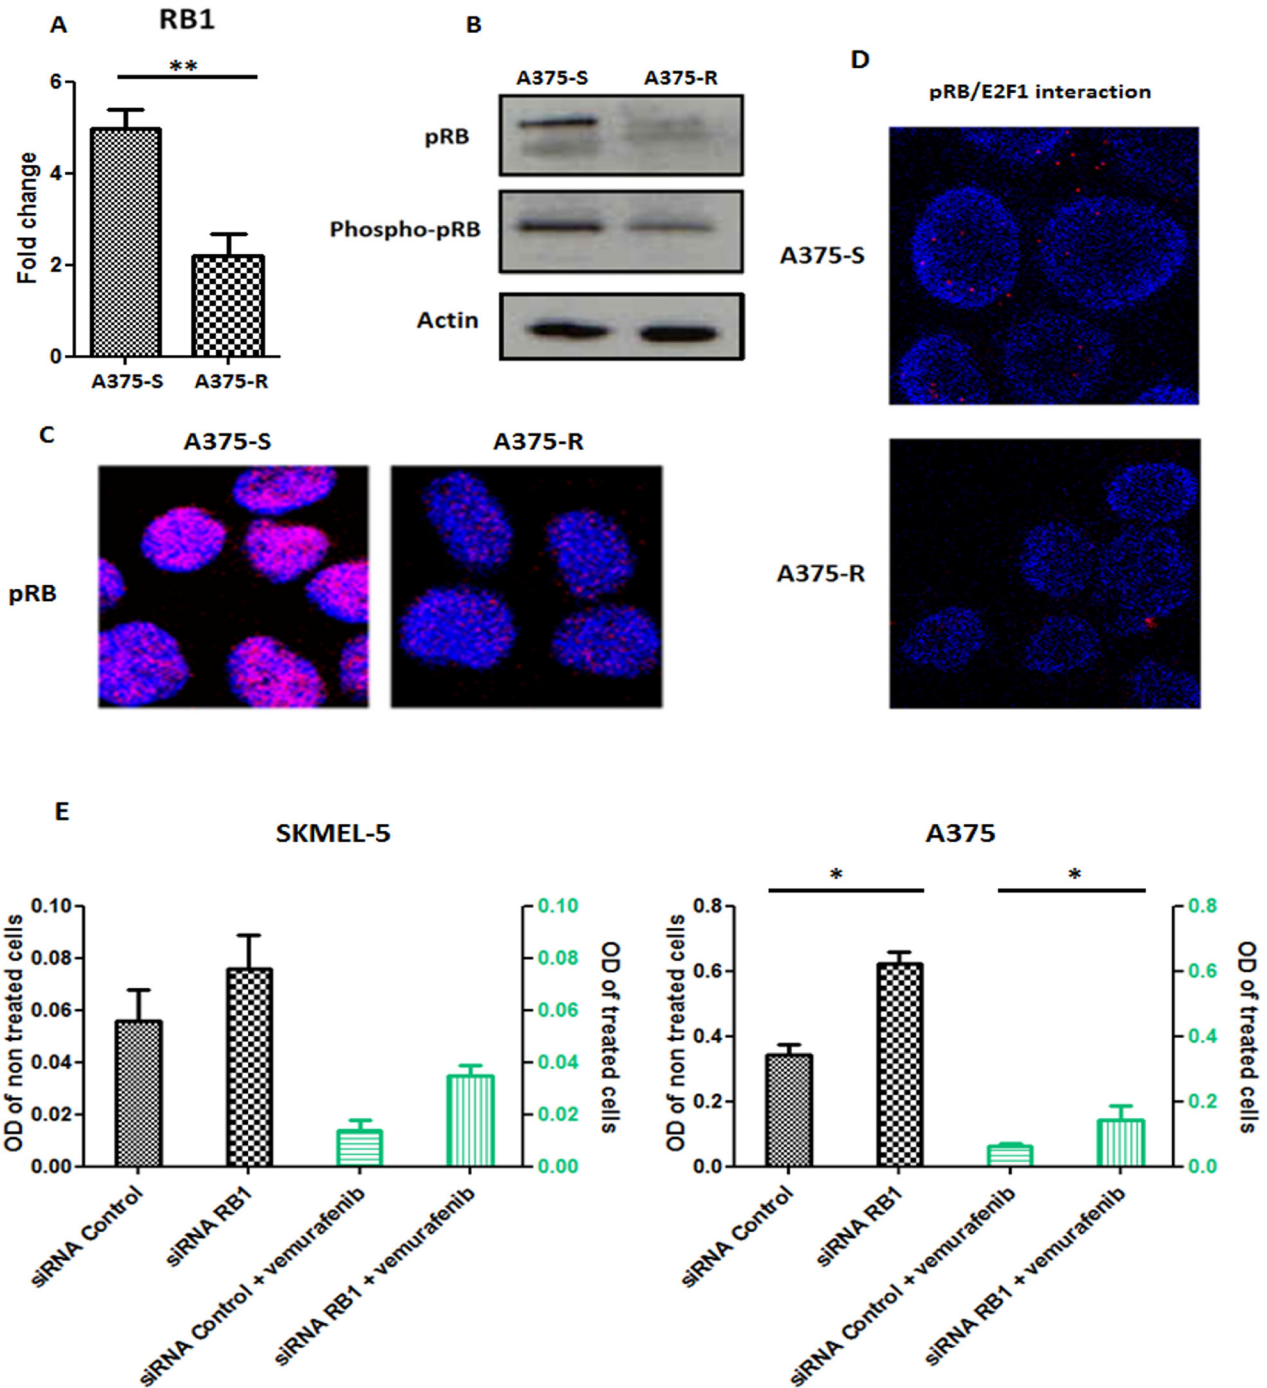 A
RB1
**
6
4
2
0
Fold change
A375-S
A375-R
B
A375-S
A375-R
pRB
Phospho-pRB
Actin
C
A375-S
A375-R
pRB
D
pRB/E2F1 interaction
A375-S
A375-R
E
SKMEL-5
OD of non treated cells
0.10
0.08
0.06
0.04
0.02
0.00
0.10
0.08
0.06
0.04
0.02
0.00
OD of treated cells
siRNA Control
siRNA RB1
siRNA Control + vemurafenib
siRNA RB1 + vemurafenib
A375
*
*
OD of non treated cells
0.8
0.6
0.4
0.2
0.0
0.8
0.6
0.4
0.2
0.0
OD of treated cells
siRNA Control
siRNA RB1
siRNA Control + vemurafenib
siRNA RB1 + vemurafenib